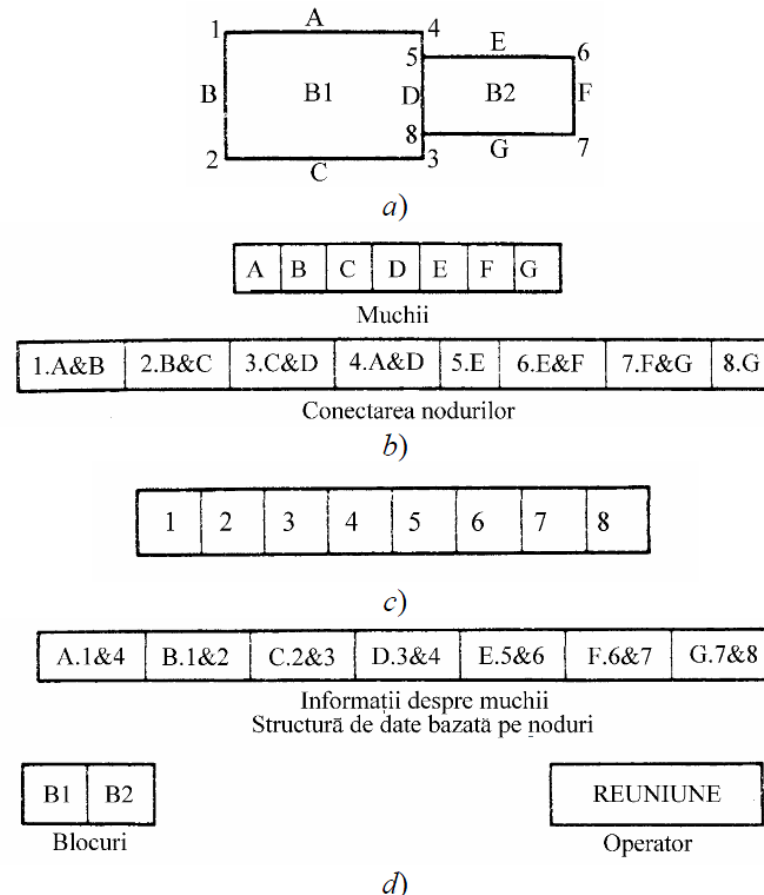 1 A 4
5 E 6
B B1 D B2 F
8
2 C 3 G 7
a)
A B C D E F G
Muchii
1.A&B 2.B&C 3.C&D 4.A&D 5.E 6.E&F 7.F&G 8.G
Conectarea nodurilor
b)
1 2 3 4 5 6 7 8
c)
A.1&4 B.1&2 C.2&3 D.3&4 E.5&6 F.6&7 G.7&8
Informații despre muchii
Structură de date bazată pe noduri
B1 B2 REUNIUNE
Blocuri Operator
d)